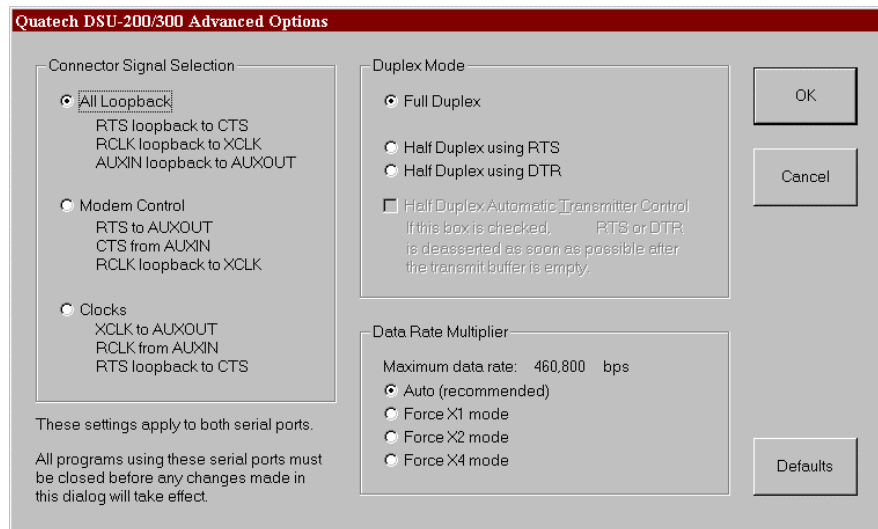 Quatech DSU-200/300 Advanced Options
Connector Signal Selection
All Loopback
RTS loopback to CTS
RCLK loopback to XCLK
AUXIN loopback to AUXOUT
Modem Control
RTS to AUXOUT
CTS from AUXIN
RCLK loopback to XCLK
Clocks
XCLK to AUXOUT
RCLK from AUXIN
RTS loopback to CTS
These settings apply to both serial ports.
All programs using these serial ports must
be closed before any changes made in
this dialog will take effect.
Duplex Mode
Full Duplex
Half Duplex using RTS
Half Duplex using DTR
Half Duplex Automatic Transmitter Control
If this box is checked, RTS or DTR
is deasserted as soon as possible after
the transmit buffer is empty.
Data Rate Multiplier
Maximum data rate: 460,800 bps
Auto (recommended)
Force X1 mode
Force X2 mode
Force X4 mode
OK
Cancel
Defaults